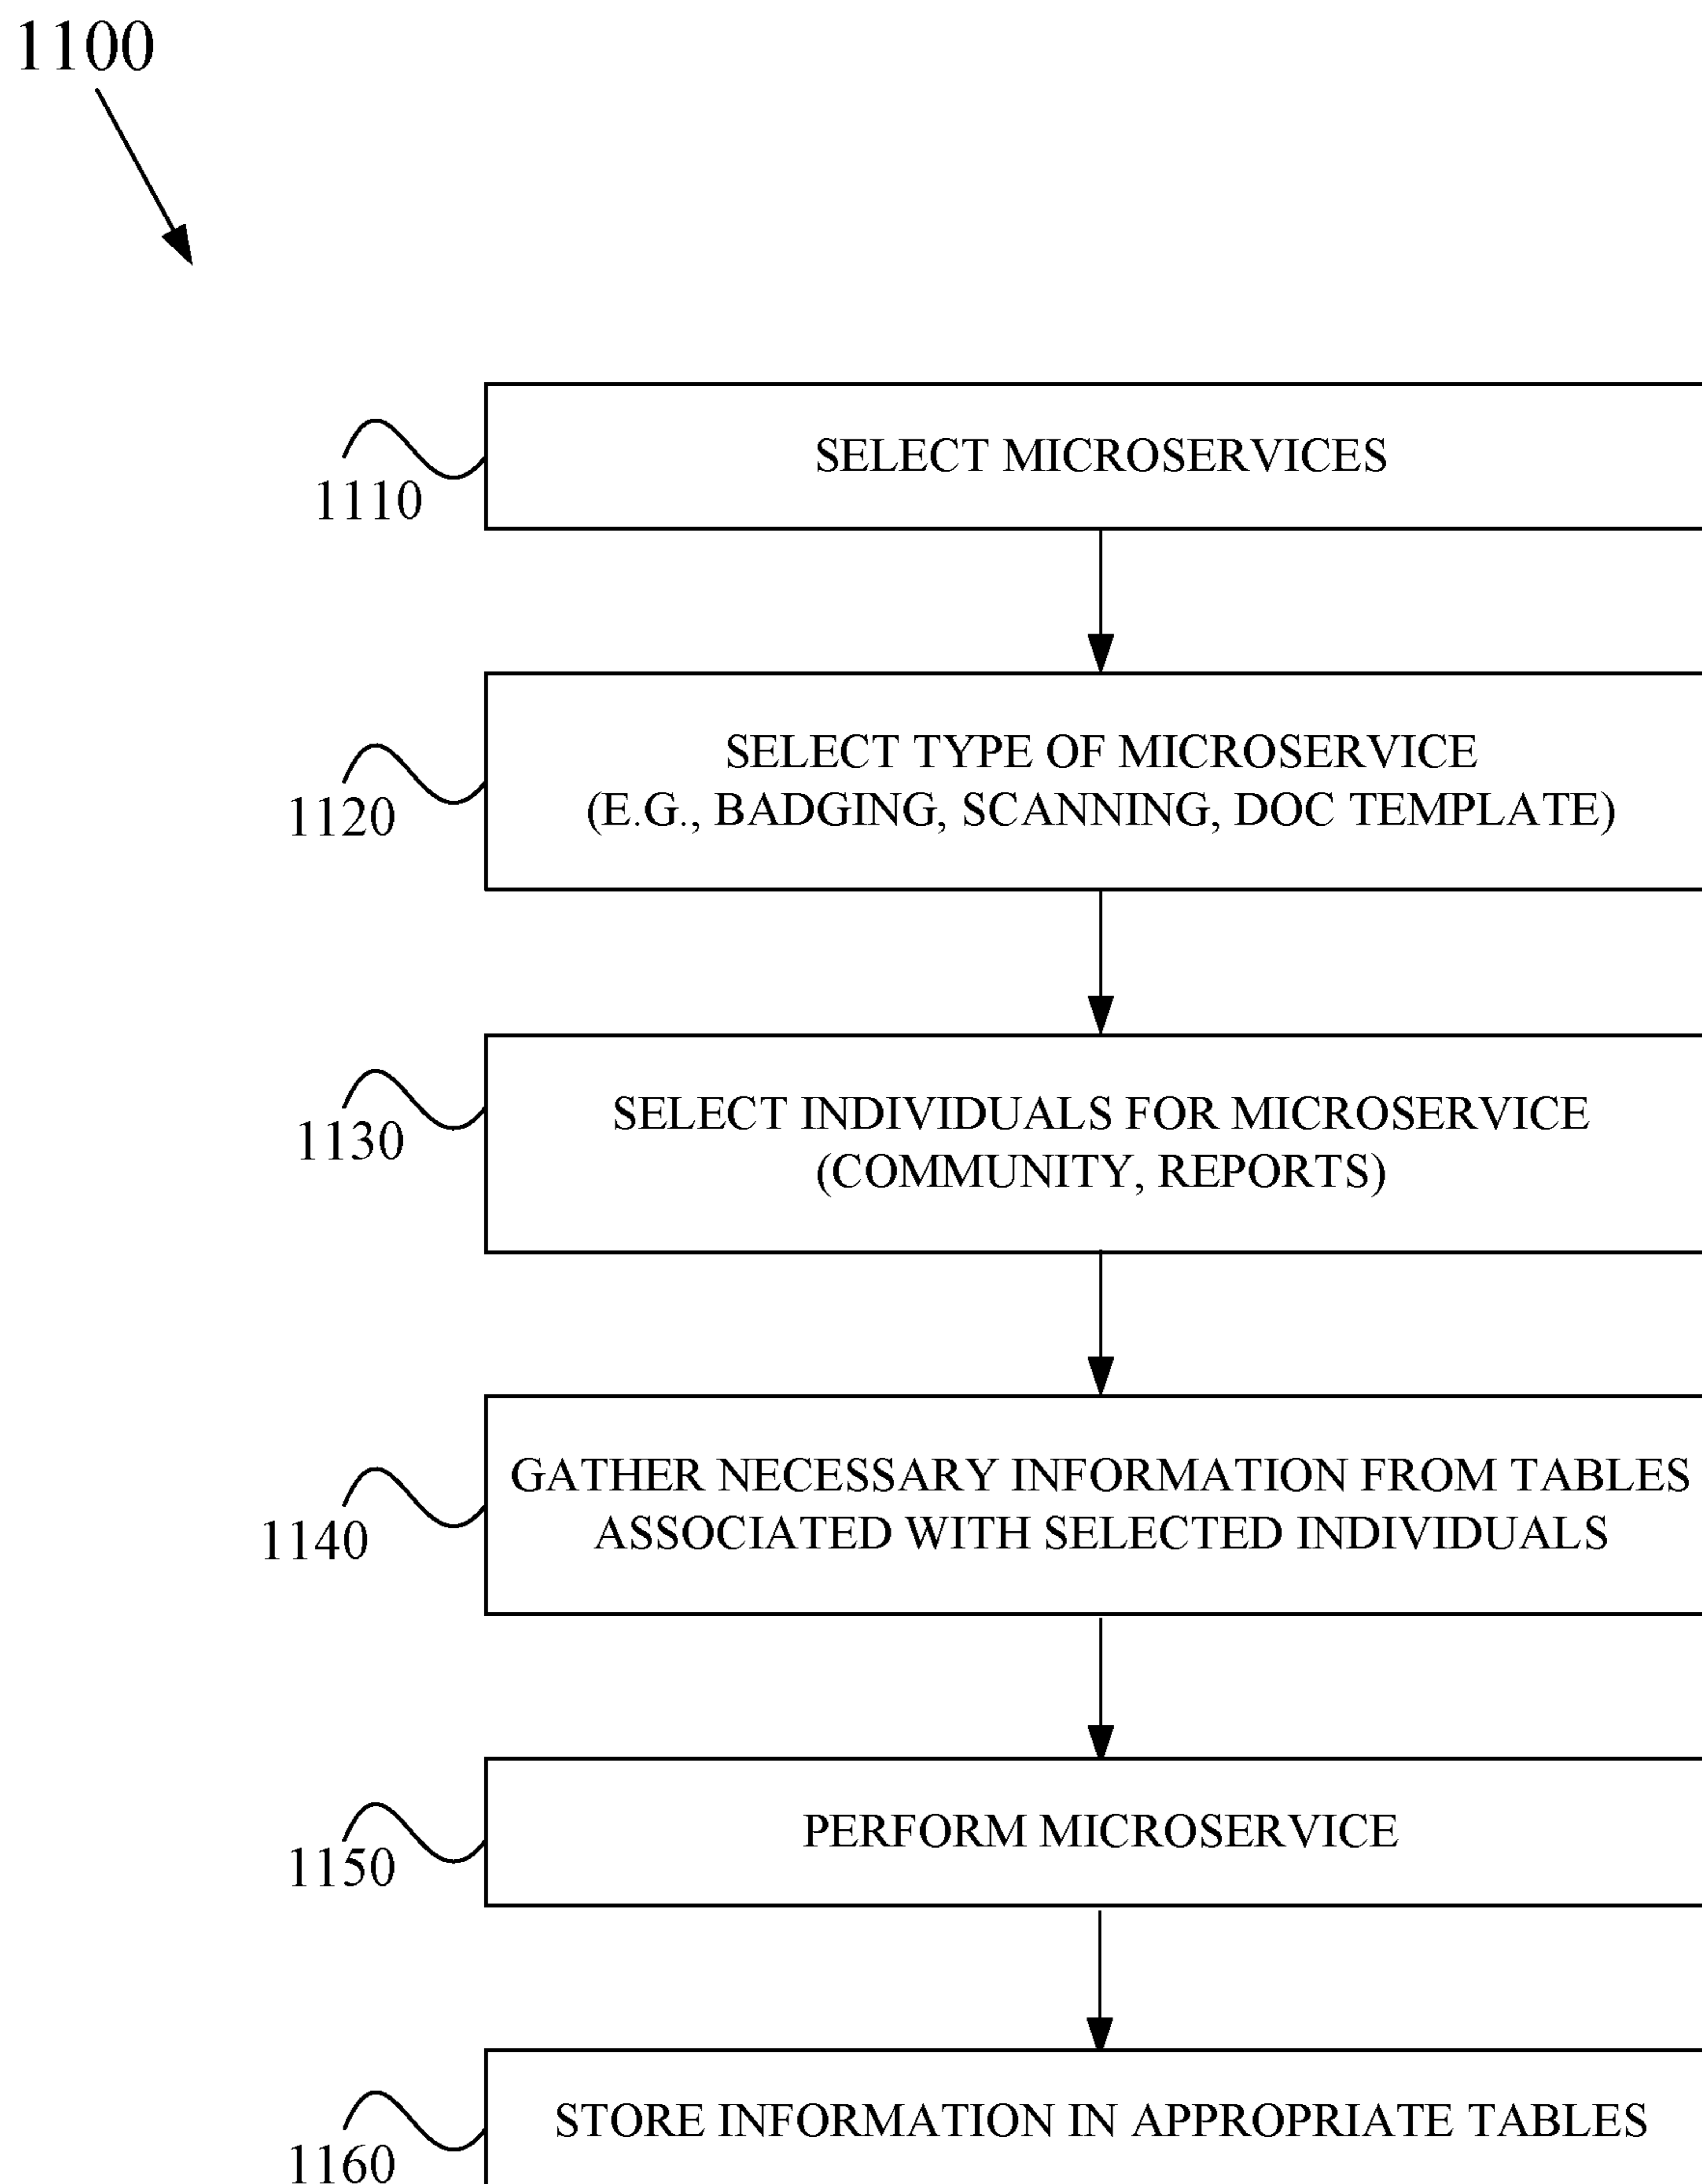 1100
SELECT MICROSERVICES
1110
SELECT TYPE OF MICROSERVICE
(E.G., BADGING, SCANNING, DOC TEMPLATE)
1120
SELECT INDIVIDUALS FOR MICROSERVICE
(COMMUNITY, REPORTS)
1130
GATHER NECESSARY INFORMATION FROM TABLES
ASSOCIATED WITH SELECTED INDIVIDUALS
1140
PERFORM MICROSERVICE
1150
STORE INFORMATION IN APPROPRIATE TABLES
1160